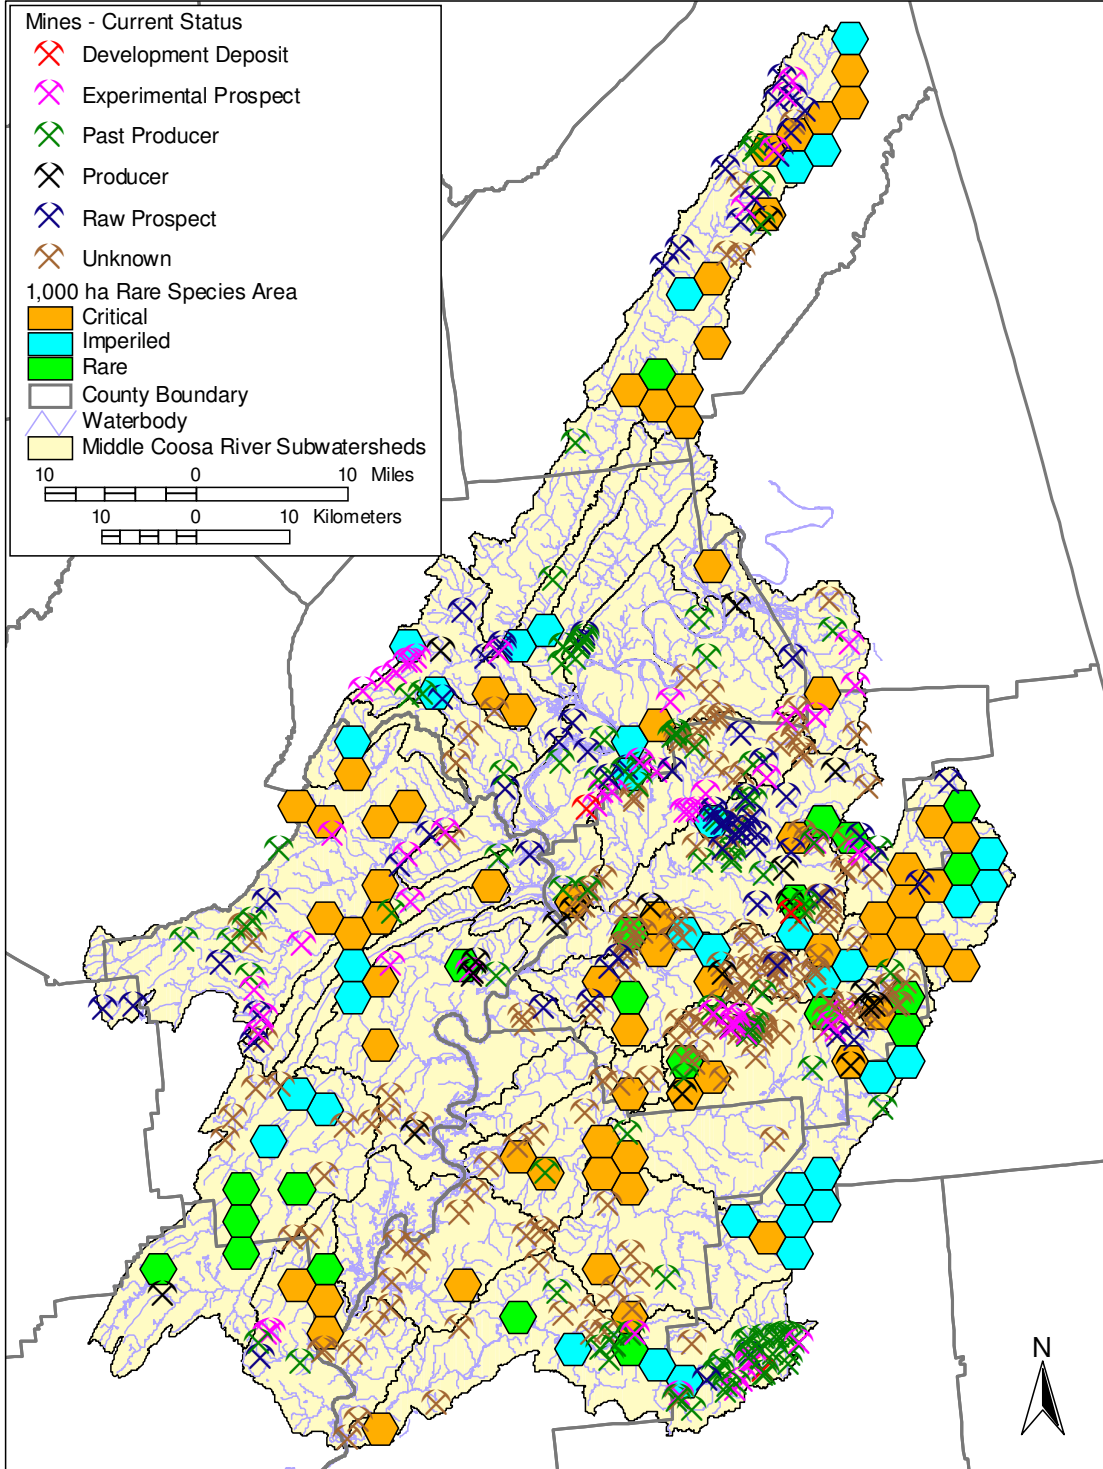 Mines - Current Status
Development Deposit
Experimental Prospect
Past Producer
Producer
Raw Prospect
Unknown
1,000 ha Rare Species Area
Critical
Imperiled
Rare
County Boundary
Waterbody
Middle Coosa River Subwatersheds
10 0 10 Miles
10 0 10 Kilometers
N